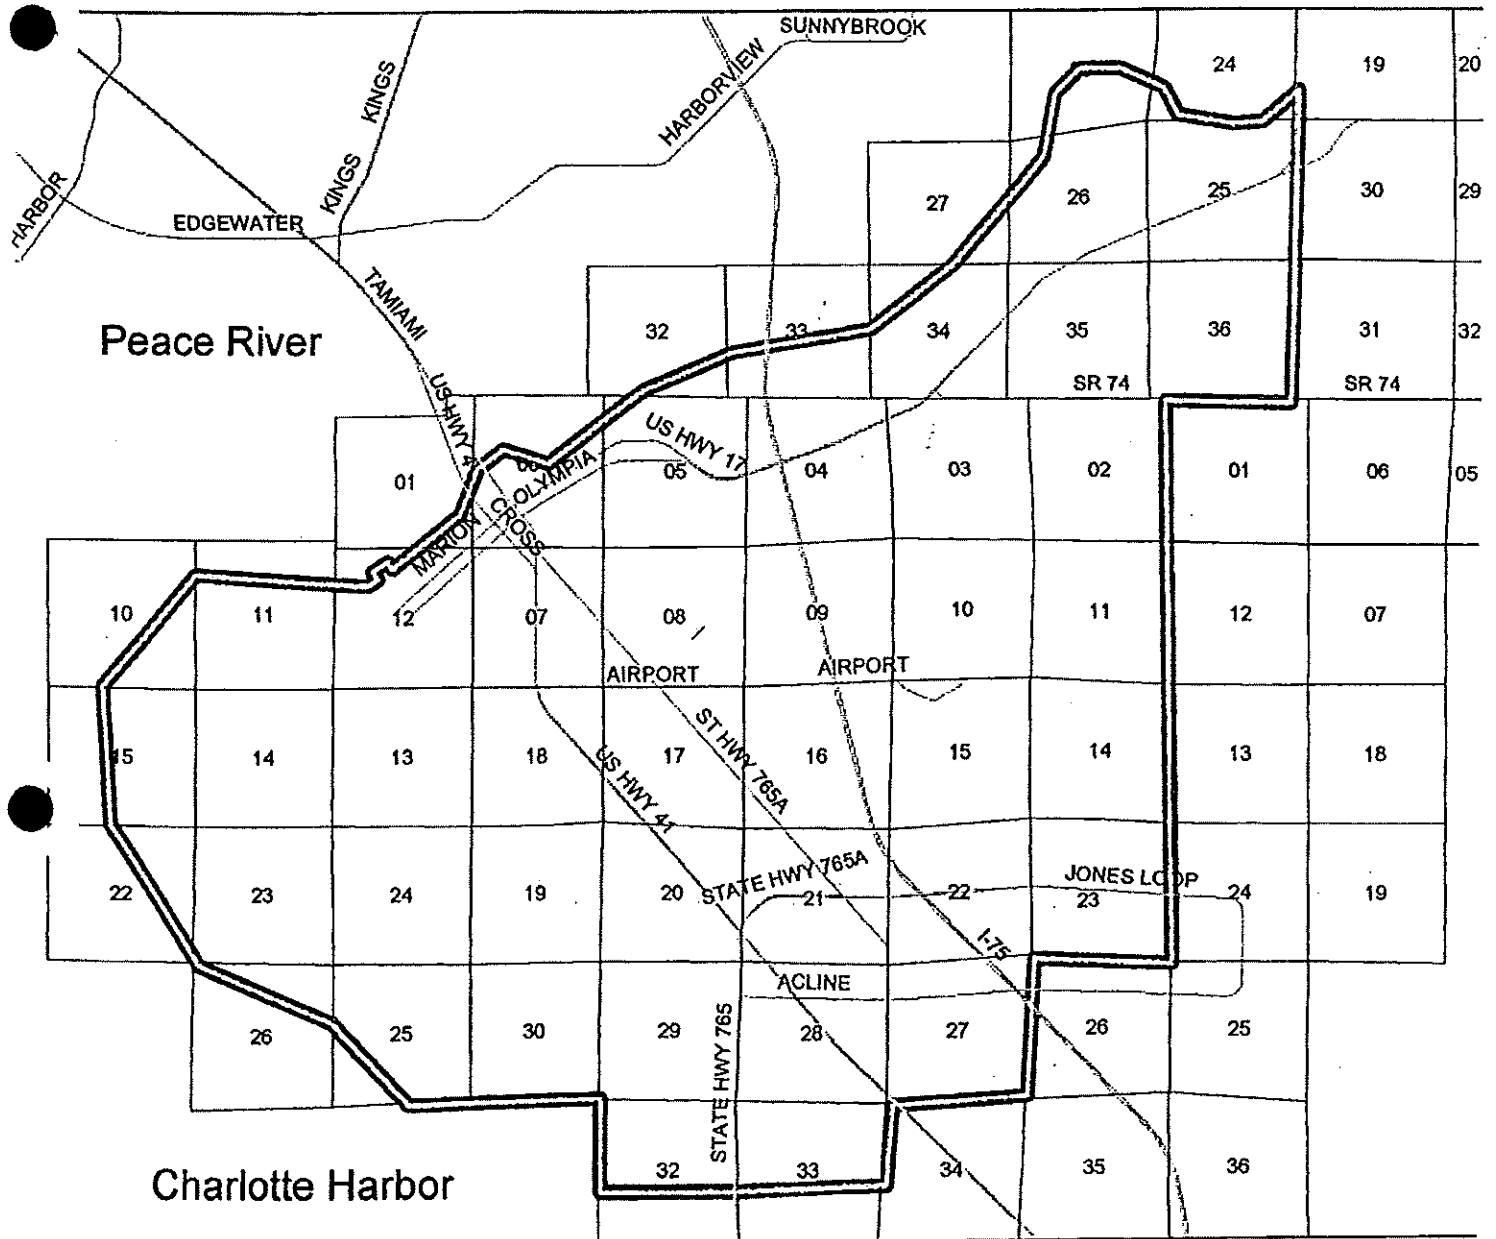 SUNNYBROOK
24 19 20
KINGS
HARBORVIEW
KINGS
HARBOR
EDGEWATER
27 26 25 30 29
TAMIAMI
Peace River
32 33 34 35 36 31 32
SR 74 SR 74
US HWY 4
US HWY 17
01 05 04 03 02 01 06 05
OLYMPIA
CROSS
MARION
10 11 12 07 08 09 10 11 12 07
AIRPORT AIRPORT
ST HWY 765A
15 14 13 18 17 16 15 14 13 18
US HWY 41
STATE HWY 765A
JONES LOOP
22 23 24 19 20 21 22 23 24 19
I-75
ACLINE
26 25 30 29 28 27 26 25
STATE HWY 765
32 33 34 35 36
Charlotte Harbor